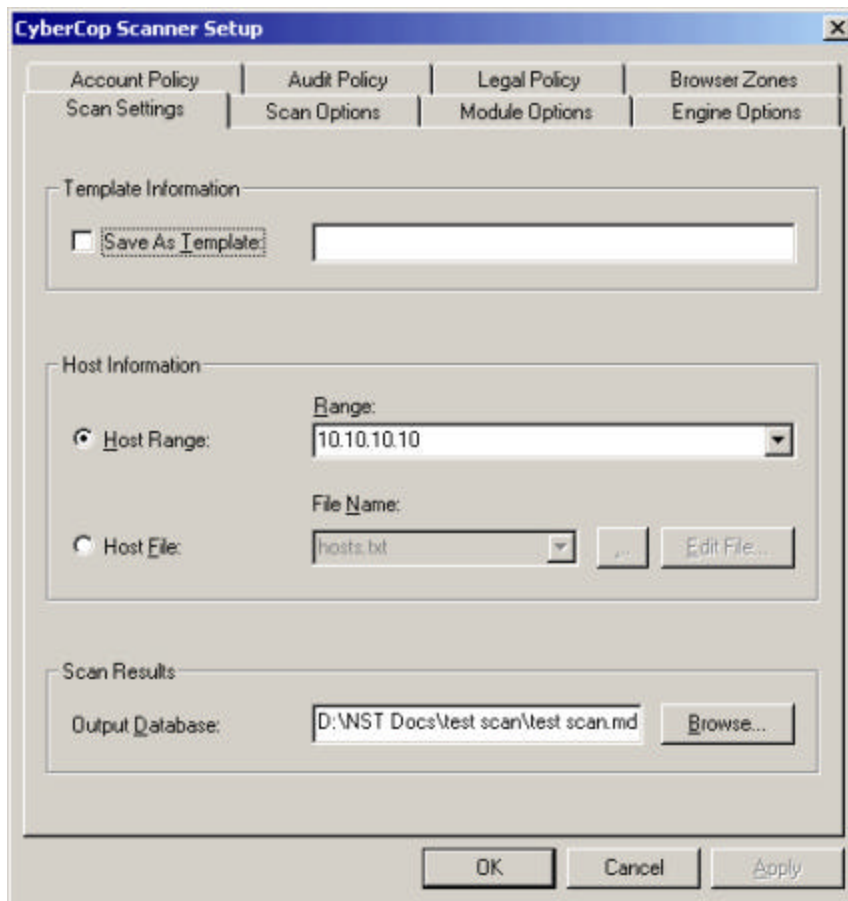 CyberCop Scanner Setup
Account Policy
Audit Policy
Legal Policy
Browser Zones
Scan Settings
Scan Options
Module Options
Engine Options
Template Information
Save As Template:
Host Information
Range:
Host Range:
10.10.10.10
File Name:
Host File:
hosts.txt
...
Edit File...
Scan Results
Output Database:
D:\NST Docs\test scan\test scan.md
Browse...
OK
Cancel
Apply